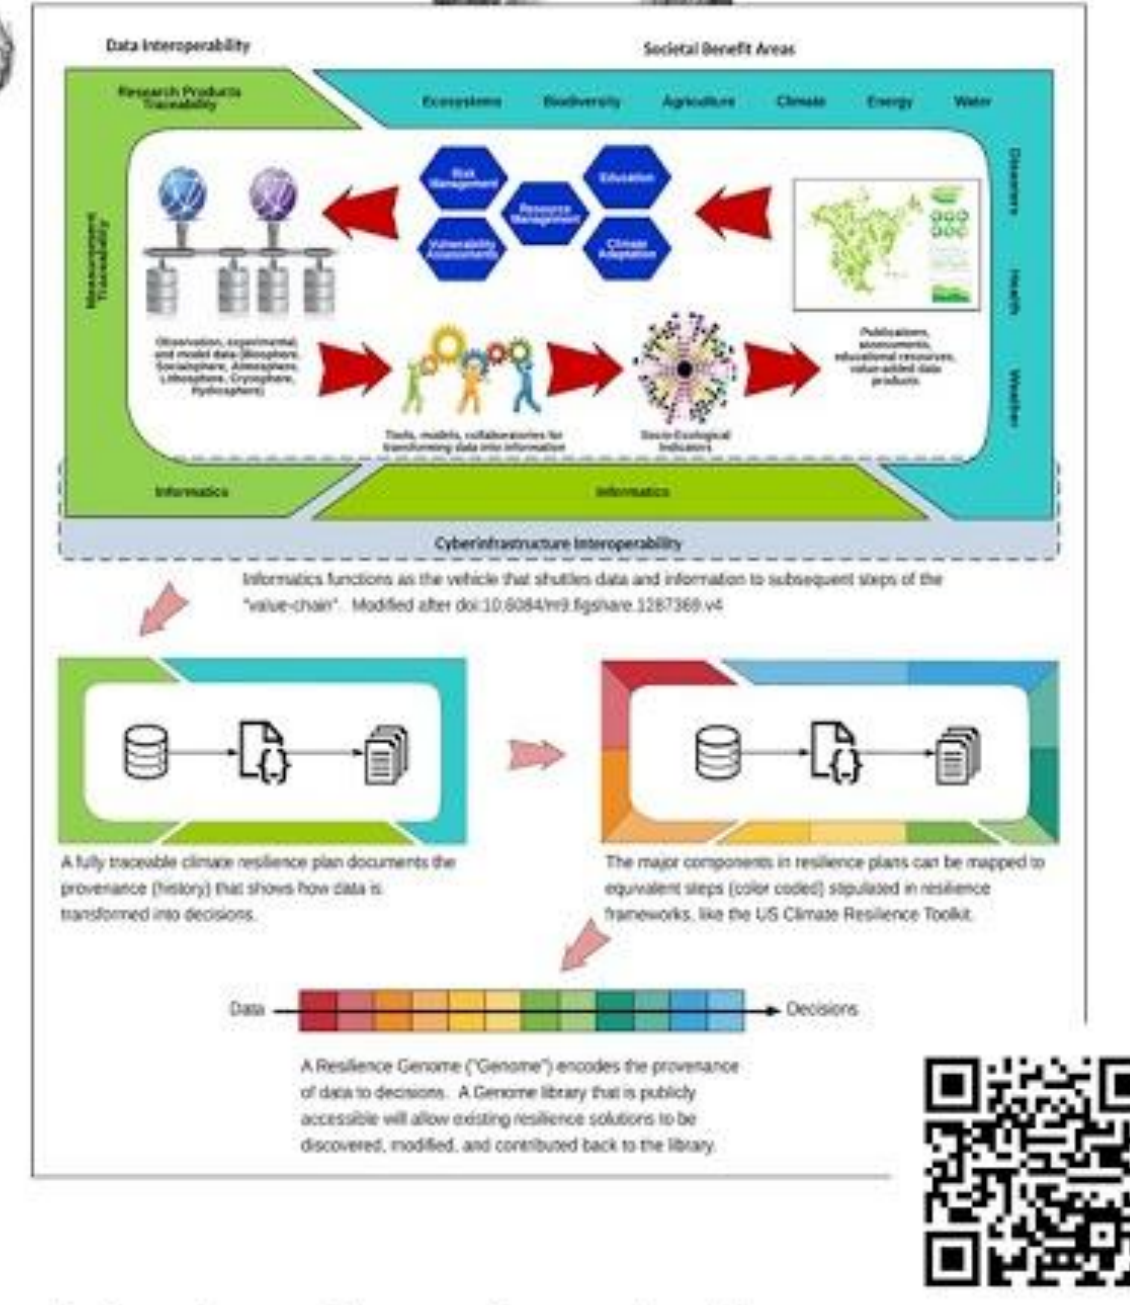 Data Interoperability
Societal Benefit Areas
Research Products
Traceability
Ecosystems
Biodiversity
Agriculture
Climate
Energy
Water
Disasters
Health
Weather
Measurement
Traceability
Risk
Management
Education
Resource
Management
Vulnerability
Assessments
Climate
Adaptation
Observation, experimental,
and model data (Biosphere,
Sociosphere, Atmosphere,
Lithosphere, Cryosphere,
Hydrosphere)
Tools, models, collaboratories for
transforming data into information
Socio-Ecological
Indicators
Publications,
assessments,
educational resources,
value-added data
products
Informatics
Informatics
Cyberinfrastructure Interoperability
Informatics functions as the vehicle that shuttles data and information to subsequent steps of the
"value-chain". Modified after doi:10.6084/m9.figshare.1287369.v4
A fully traceable climate resilience plan documents the
provenance (history) that shows how data is
transformed into decisions.
The major components in resilience plans can be mapped to
equivalent steps (color coded) stipulated in resilience
frameworks, like the US Climate Resilience Toolkit.
Data
Decisions
A Resilience Genome ("Genome") encodes the provenance
of data to decisions. A Genome library that is publicly
accessible will allow existing resilience solutions to be
discovered, modified, and contributed back to the library.